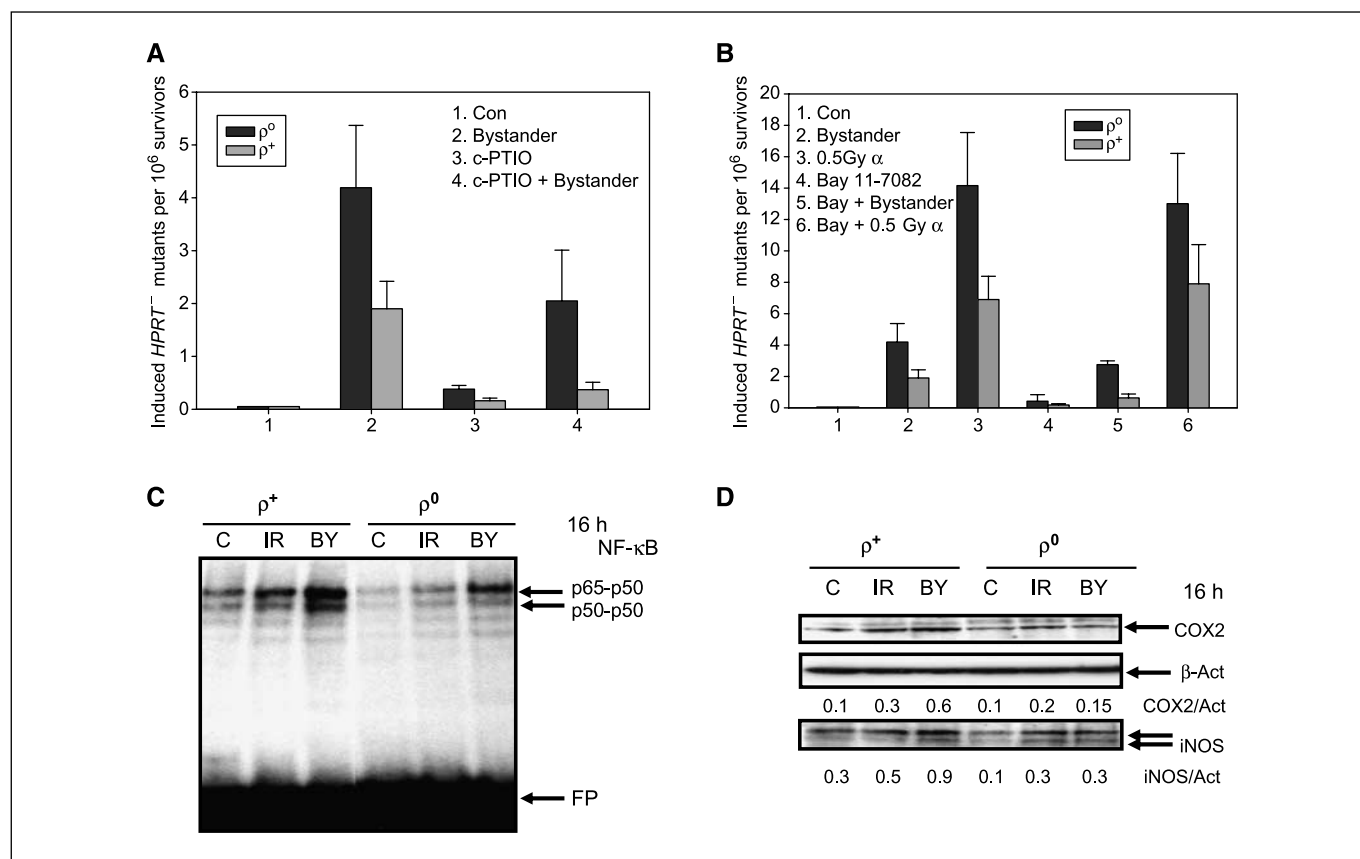 A
Induced HPRT⁻ mutants per 10⁶ survivors
6
5
4
3
2
1
0
ρ⁰
ρ⁺
1. Con
2. Bystander
3. c-PTIO
4. c-PTIO + Bystander
1 2 3 4
B
Induced HPRT⁻ mutants per 10⁶ survivors
20
18
16
14
12
10
8
6
4
2
0
1. Con
2. Bystander
3. 0.5Gy α
4. Bay 11-7082
5. Bay + Bystander
6. Bay + 0.5 Gy α
ρ⁰
ρ⁺
1 2 3 4 5 6
C
ρ⁺ ρ⁰
C IR BY C IR BY
16 h
NF-κB
p65-p50
p50-p50
FP
D
ρ⁺ ρ⁰
C IR BY C IR BY 16 h
COX2
β-Act
0.1 0.3 0.6 0.1 0.2 0.15 COX2/Act
iNOS
0.3 0.5 0.9 0.1 0.3 0.3 iNOS/Act